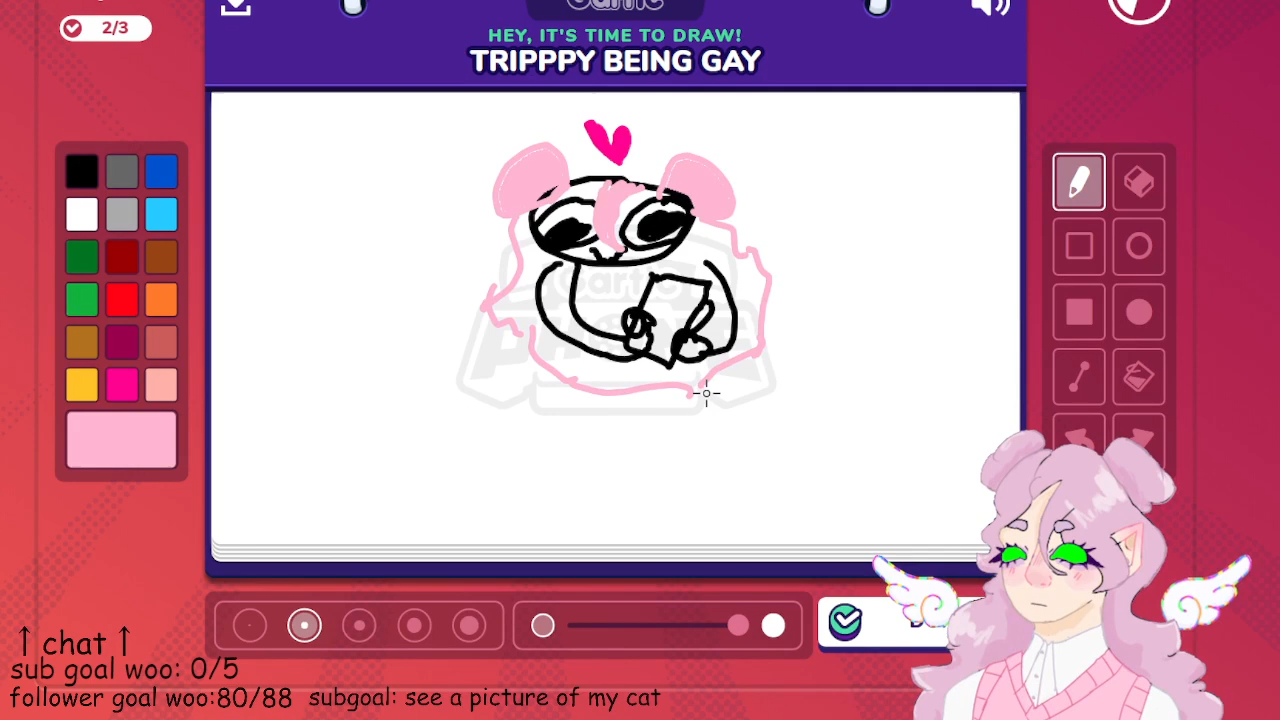 2/3
HEY, IT'S TIME TO DRAW!
TRIPPPY BEING GAY
↑ chat ↑
sub goal woo: 0/5
follower goal woo:80/88 subgoal: see a picture of my cat